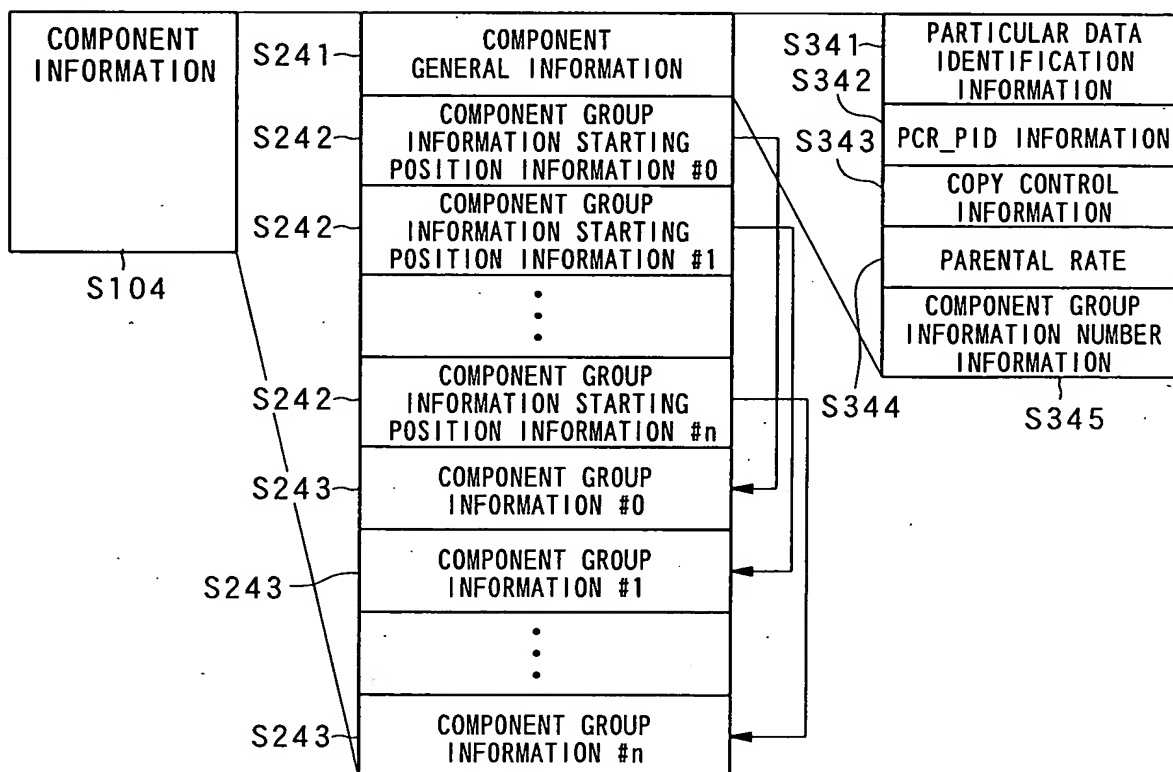 COMPONENT
INFORMATION
S104
S241
COMPONENT
GENERAL INFORMATION
S242
COMPONENT GROUP
INFORMATION STARTING
POSITION INFORMATION #0
S242
COMPONENT GROUP
INFORMATION STARTING
POSITION INFORMATION #1
S242
COMPONENT GROUP
INFORMATION STARTING
POSITION INFORMATION #n
S243
COMPONENT GROUP
INFORMATION #0
S243
COMPONENT GROUP
INFORMATION #1
S243
COMPONENT GROUP
INFORMATION #n
S341
PARTICULAR DATA
IDENTIFICATION
INFORMATION
S342
PCR_PID INFORMATION
S343
COPY CONTROL
INFORMATION
S344
PARENTAL RATE
COMPONENT GROUP
INFORMATION NUMBER
INFORMATION
S345